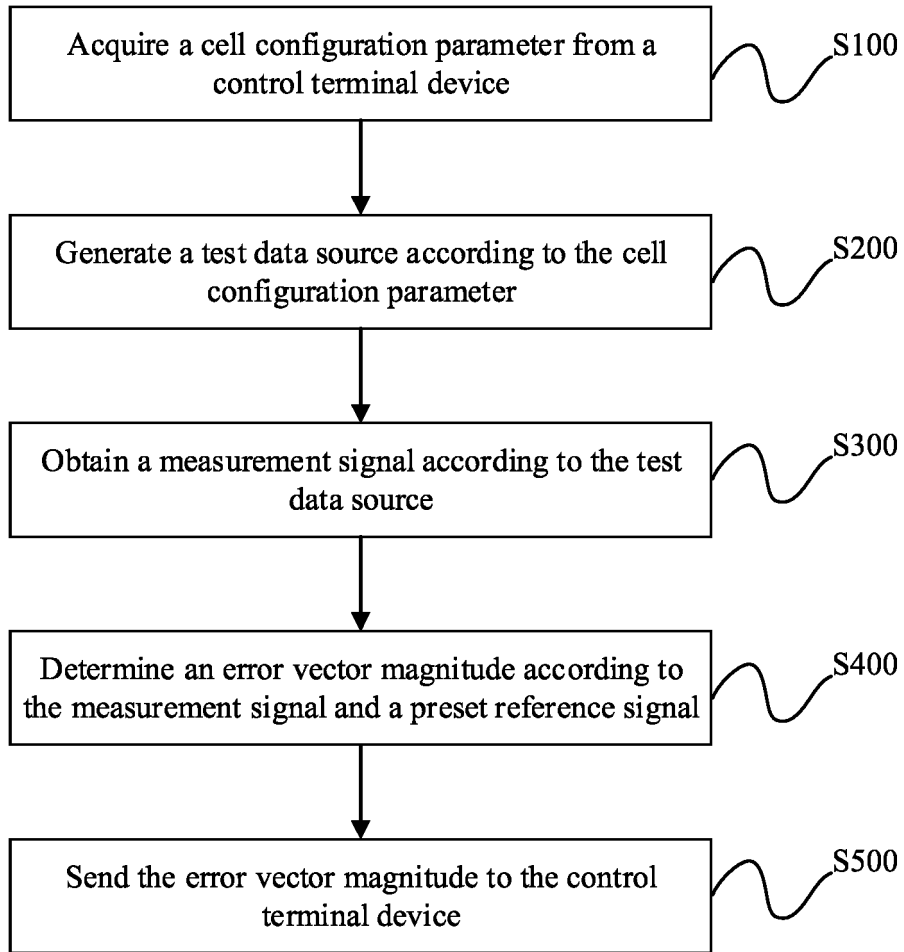 Acquire a cell configuration parameter from a
control terminal device
S100
Generate a test data source according to the cell
configuration parameter
S200
Obtain a measurement signal according to the test
data source
S300
Determine an error vector magnitude according to
the measurement signal and a preset reference signal
S400
Send the error vector magnitude to the control
terminal device
S500